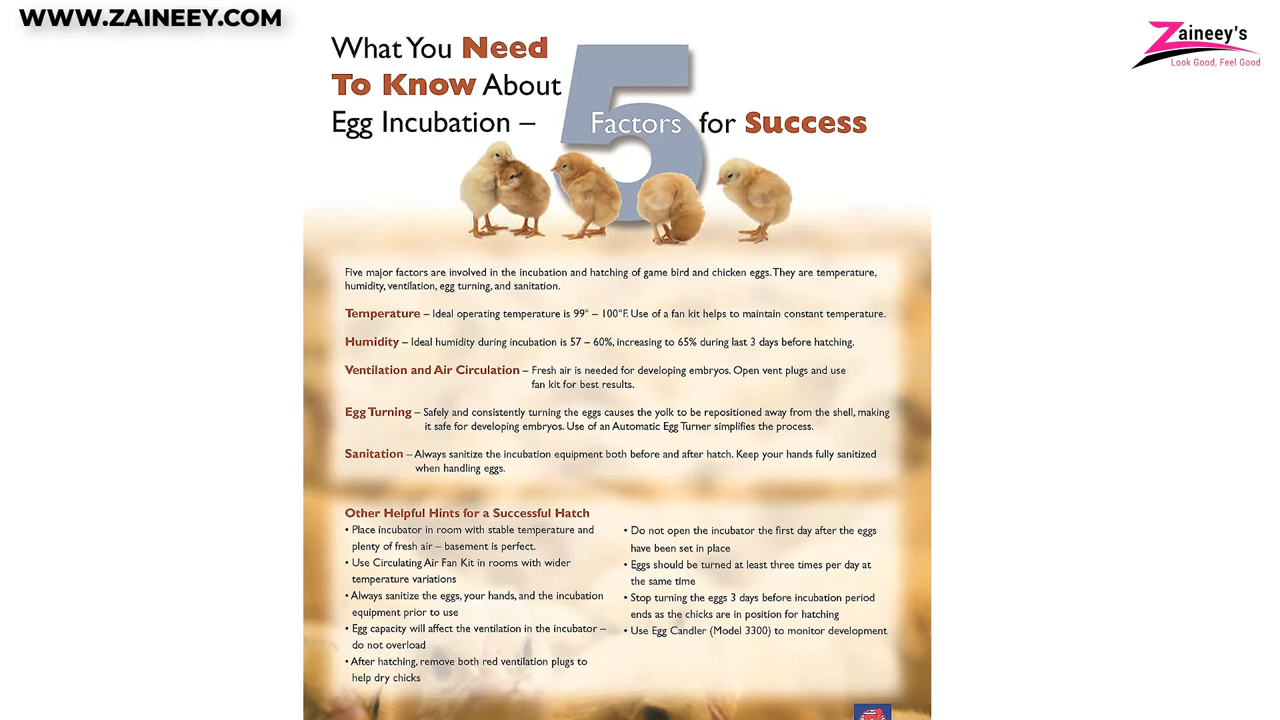 WWW.ZAINEEY.COM
Zaineey's
Look Good, Feel Good
What You Need
To Know About
Egg Incubation – 5 Factors for Success
Five major factors are involved in the incubation and hatching of game bird and chicken eggs. They are temperature,
humidity, ventilation, egg turning, and sanitation.
Temperature – Ideal operating temperature is 99° – 100°F. Use of a fan kit helps to maintain constant temperature.
Humidity – Ideal humidity during incubation is 57 – 60%, increasing to 65% during last 3 days before hatching.
Ventilation and Air Circulation – Fresh air is needed for developing embryos. Open vent plugs and use
fan kit for best results.
Egg Turning – Safely and consistently turning the eggs causes the yolk to be repositioned away from the shell, making
it safe for developing embryos. Use of an Automatic Egg Turner simplifies the process.
Sanitation – Always sanitize the incubation equipment both before and after hatch. Keep your hands fully sanitized
when handling eggs.
Other Helpful Hints for a Successful Hatch
• Place incubator in room with stable temperature and
plenty of fresh air – basement is perfect.
• Use Circulating Air Fan Kit in rooms with wider
temperature variations
• Always sanitize the eggs, your hands, and the incubation
equipment prior to use
• Egg capacity will affect the ventilation in the incubator –
do not overload
• After hatching, remove both red ventilation plugs to
help dry chicks
• Do not open the incubator the first day after the eggs
have been set in place
• Eggs should be turned at least three times per day at
the same time
• Stop turning the eggs 3 days before incubation period
ends as the chicks are in position for hatching
• Use Egg Candler (Model 3300) to monitor development